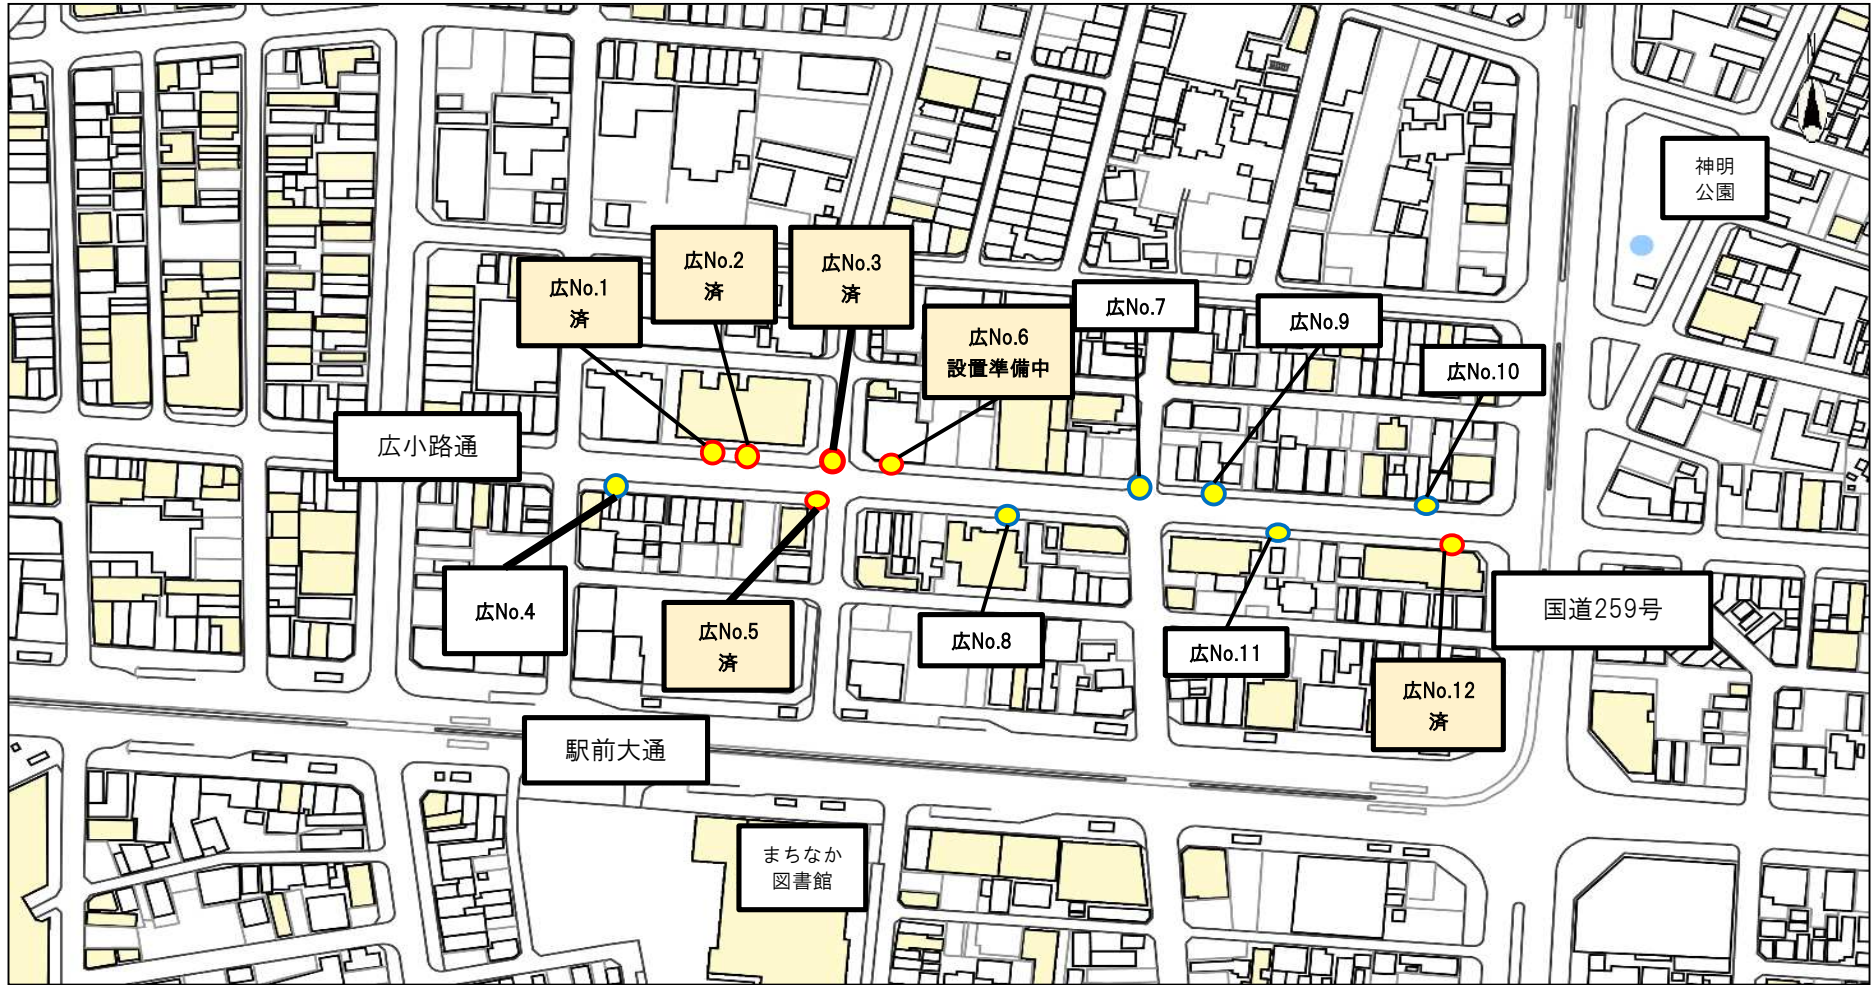 神明
公園
広No.2
済
広No.3
済
広No.1
済
広No.7
広No.9
広No.6
設置準備中
広No.10
広小路通
広No.4
広No.5
済
広No.8
広No.11
国道259号
広No.12
済
駅前大通
まちなか
図書館